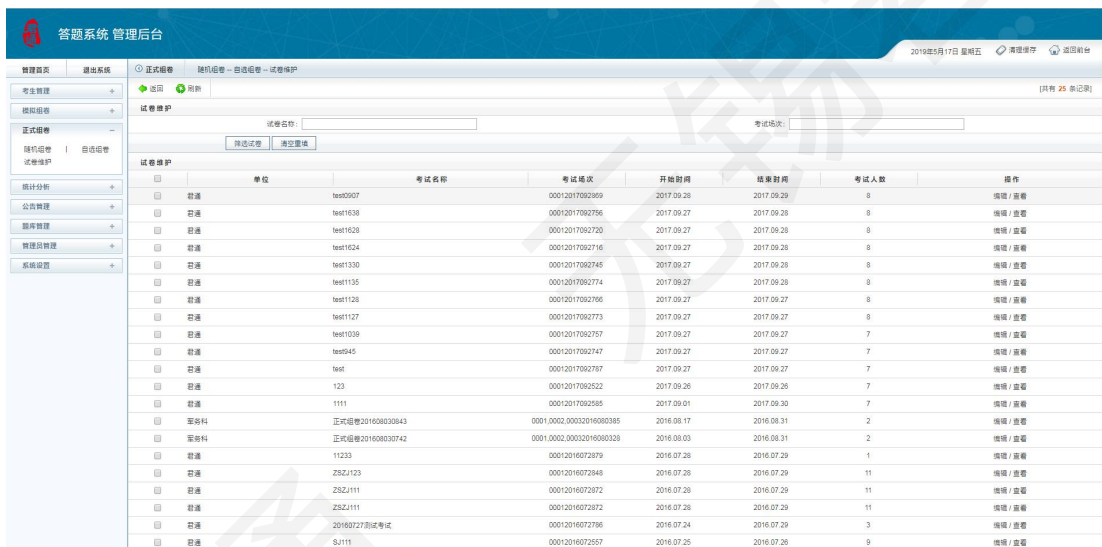 答题系统 管理后台
2019年5月17日 星期五 清理缓存 返回前台
管理首页 退出系统 正式组卷 随机组卷 -- 自选组卷 -- 试卷维护
考生管理 +
模拟组卷 +
正式组卷 −
随机组卷 | 自选组卷
试卷维护
统计分析 +
公告管理 +
题库管理 +
管理员管理 +
系统设置 +
返回 刷新 [共有 25 条记录]
试卷维护
试卷名称: 考试场次:
筛选试卷 清空重填
试卷维护
单位 考试名称 考试场次 开始时间 结束时间 考试人数 操作
君通 test0907 00012017092869 2017.09.28 2017.09.29 8 编辑 / 查看
君通 test1638 00012017092756 2017.09.27 2017.09.28 8 编辑 / 查看
君通 test1628 00012017092720 2017.09.27 2017.09.28 8 编辑 / 查看
君通 test1624 00012017092716 2017.09.27 2017.09.28 8 编辑 / 查看
君通 test1330 00012017092745 2017.09.27 2017.09.28 8 编辑 / 查看
君通 test1135 00012017092774 2017.09.27 2017.09.28 8 编辑 / 查看
君通 test1128 00012017092766 2017.09.27 2017.09.27 8 编辑 / 查看
君通 test1127 00012017092773 2017.09.27 2017.09.27 8 编辑 / 查看
君通 test1039 00012017092757 2017.09.27 2017.09.27 7 编辑 / 查看
君通 test945 00012017092747 2017.09.27 2017.09.27 7 编辑 / 查看
君通 test 00012017092787 2017.09.27 2017.09.27 7 编辑 / 查看
君通 123 00012017092522 2017.09.26 2017.09.26 7 编辑 / 查看
君通 1111 00012017092585 2017.09.01 2017.09.30 7 编辑 / 查看
军务科 正式组卷201608030843 0001,0002,00032016080385 2016.08.17 2016.08.31 2 编辑 / 查看
军务科 正式组卷201608030742 0001,0002,00032016080328 2016.08.03 2016.08.31 2 编辑 / 查看
君通 11233 00012016072879 2016.07.28 2016.07.29 1 编辑 / 查看
君通 ZSZJ123 00012016072848 2016.07.28 2016.07.29 11 编辑 / 查看
君通 ZSZJ111 00012016072872 2016.07.28 2016.07.29 11 编辑 / 查看
君通 ZSZJ111 00012016072872 2016.07.28 2016.07.29 11 编辑 / 查看
君通 20160727测试考试 00012016072786 2016.07.24 2016.07.29 3 编辑 / 查看
君通 SJ111 00012016072557 2016.07.25 2016.07.26 9 编辑 / 查看
无锡